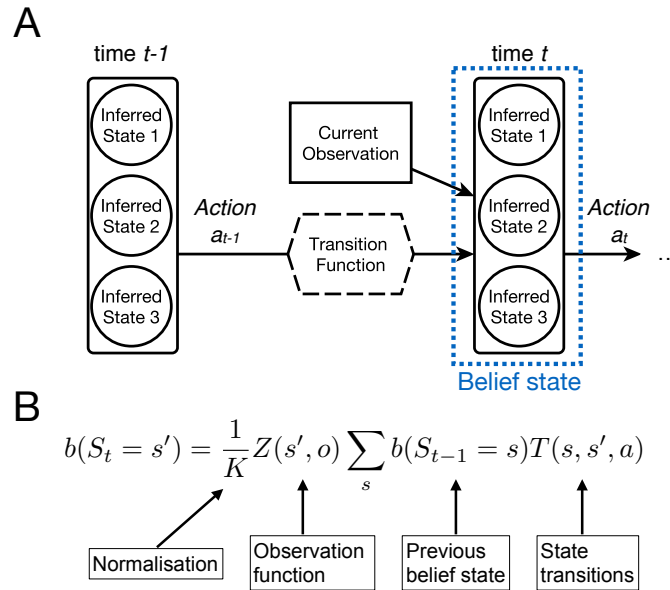 A
time t-1
time t
Inferred
State 1
Inferred
State 2
Inferred
State 3
Action
a_{t-1}
Current
Observation
Transition
Function
Inferred
State 1
Inferred
State 2
Inferred
State 3
Action
a_t
..
Belief state
B
b(S_t = s′) = \frac{1}{K} Z(s′, o) \sum_s b(S_{t−1} = s)T(s, s′, a)
Normalisation
Observation
function
Previous
belief state
State
transitions